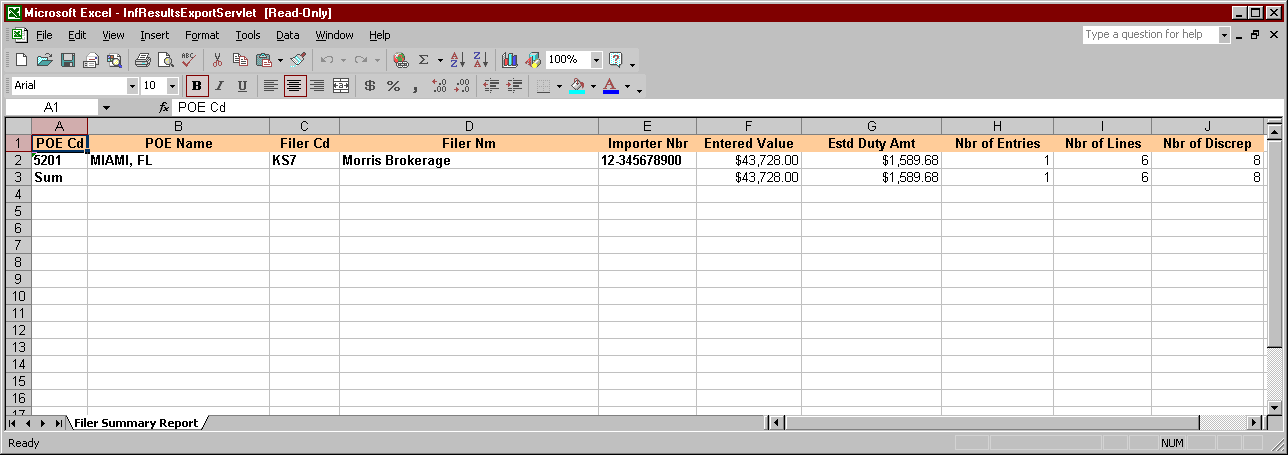 Microsoft Excel - InfResultsExportServlet [Read-Only]
File Edit View Insert Format Tools Data Window Help Type a question for help
100%
Arial 10 B I U $ % ,
A1 fx POE Cd
A B C D E F G H I J
1 POE Cd POE Name Filer Cd Filer Nm Importer Nbr Entered Value Estd Duty Amt Nbr of Entries Nbr of Lines Nbr of Discrep
2 5201 MIAMI, FL KS7 Morris Brokerage 12-345678900 $43,728.00 $1,589.68 1 6 8
3 Sum $43,728.00 $1,589.68 1 6 8
4
5
6
7
8
9
10
11
12
13
14
15
16
17
Filer Summary Report
Ready NUM